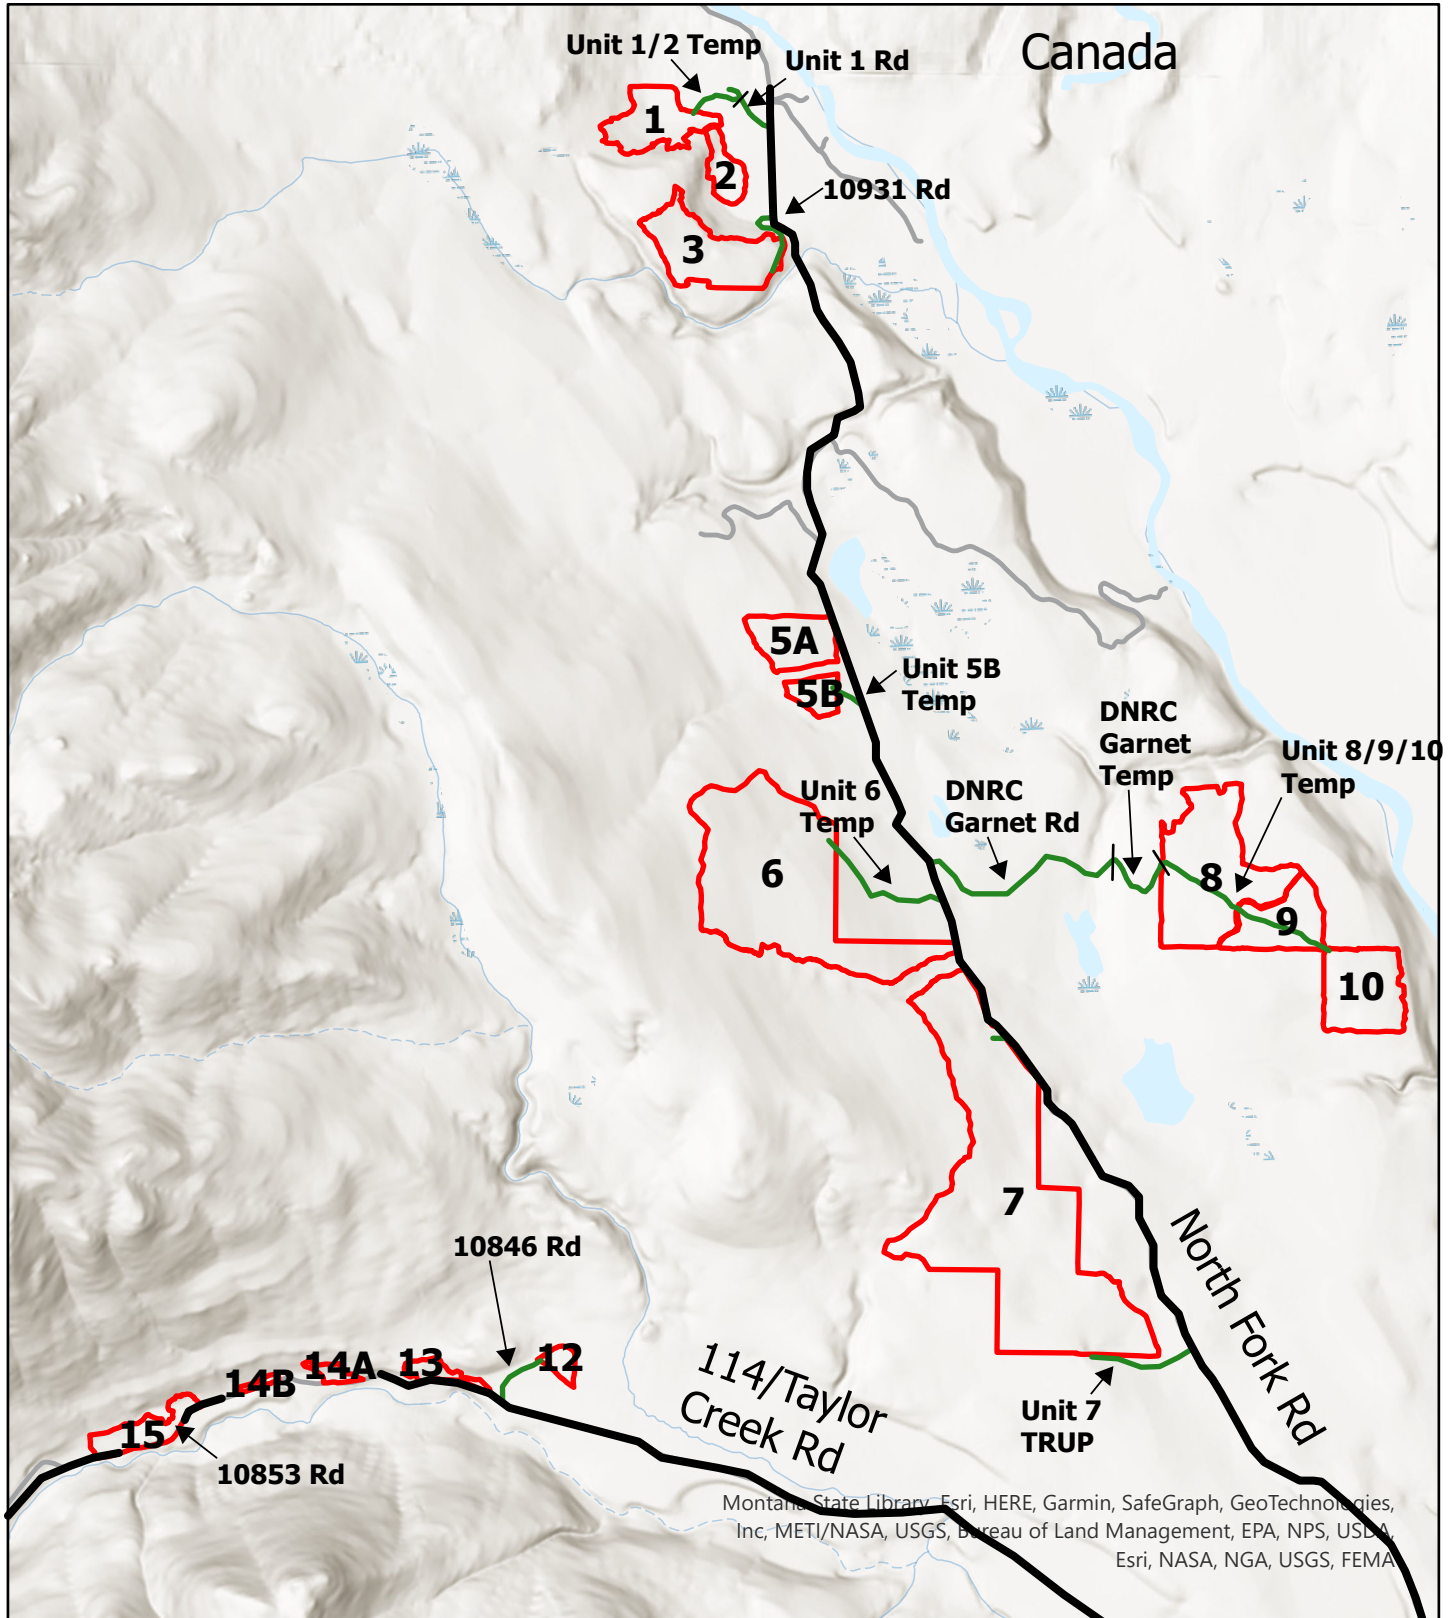 Canada
Unit 1/2 Temp
Unit 1 Rd
1
2
10931 Rd
3
5A
5B
Unit 5B
Temp
DNRC
Garnet
Temp
Unit 8/9/10
Temp
Unit 6
Temp
DNRC
Garnet Rd
6
8
9
10
7
North Fork Rd
10846 Rd
12
13
14A
14B
15
10853 Rd
114/Taylor
Creek Rd
Unit 7
TRUP
Montana State Library, Esri, HERE, Garmin, SafeGraph, GeoTechnologies,
Inc, METI/NASA, USGS, Bureau of Land Management, EPA, NPS, USDA,
Esri, NASA, NGA, USGS, FEMA